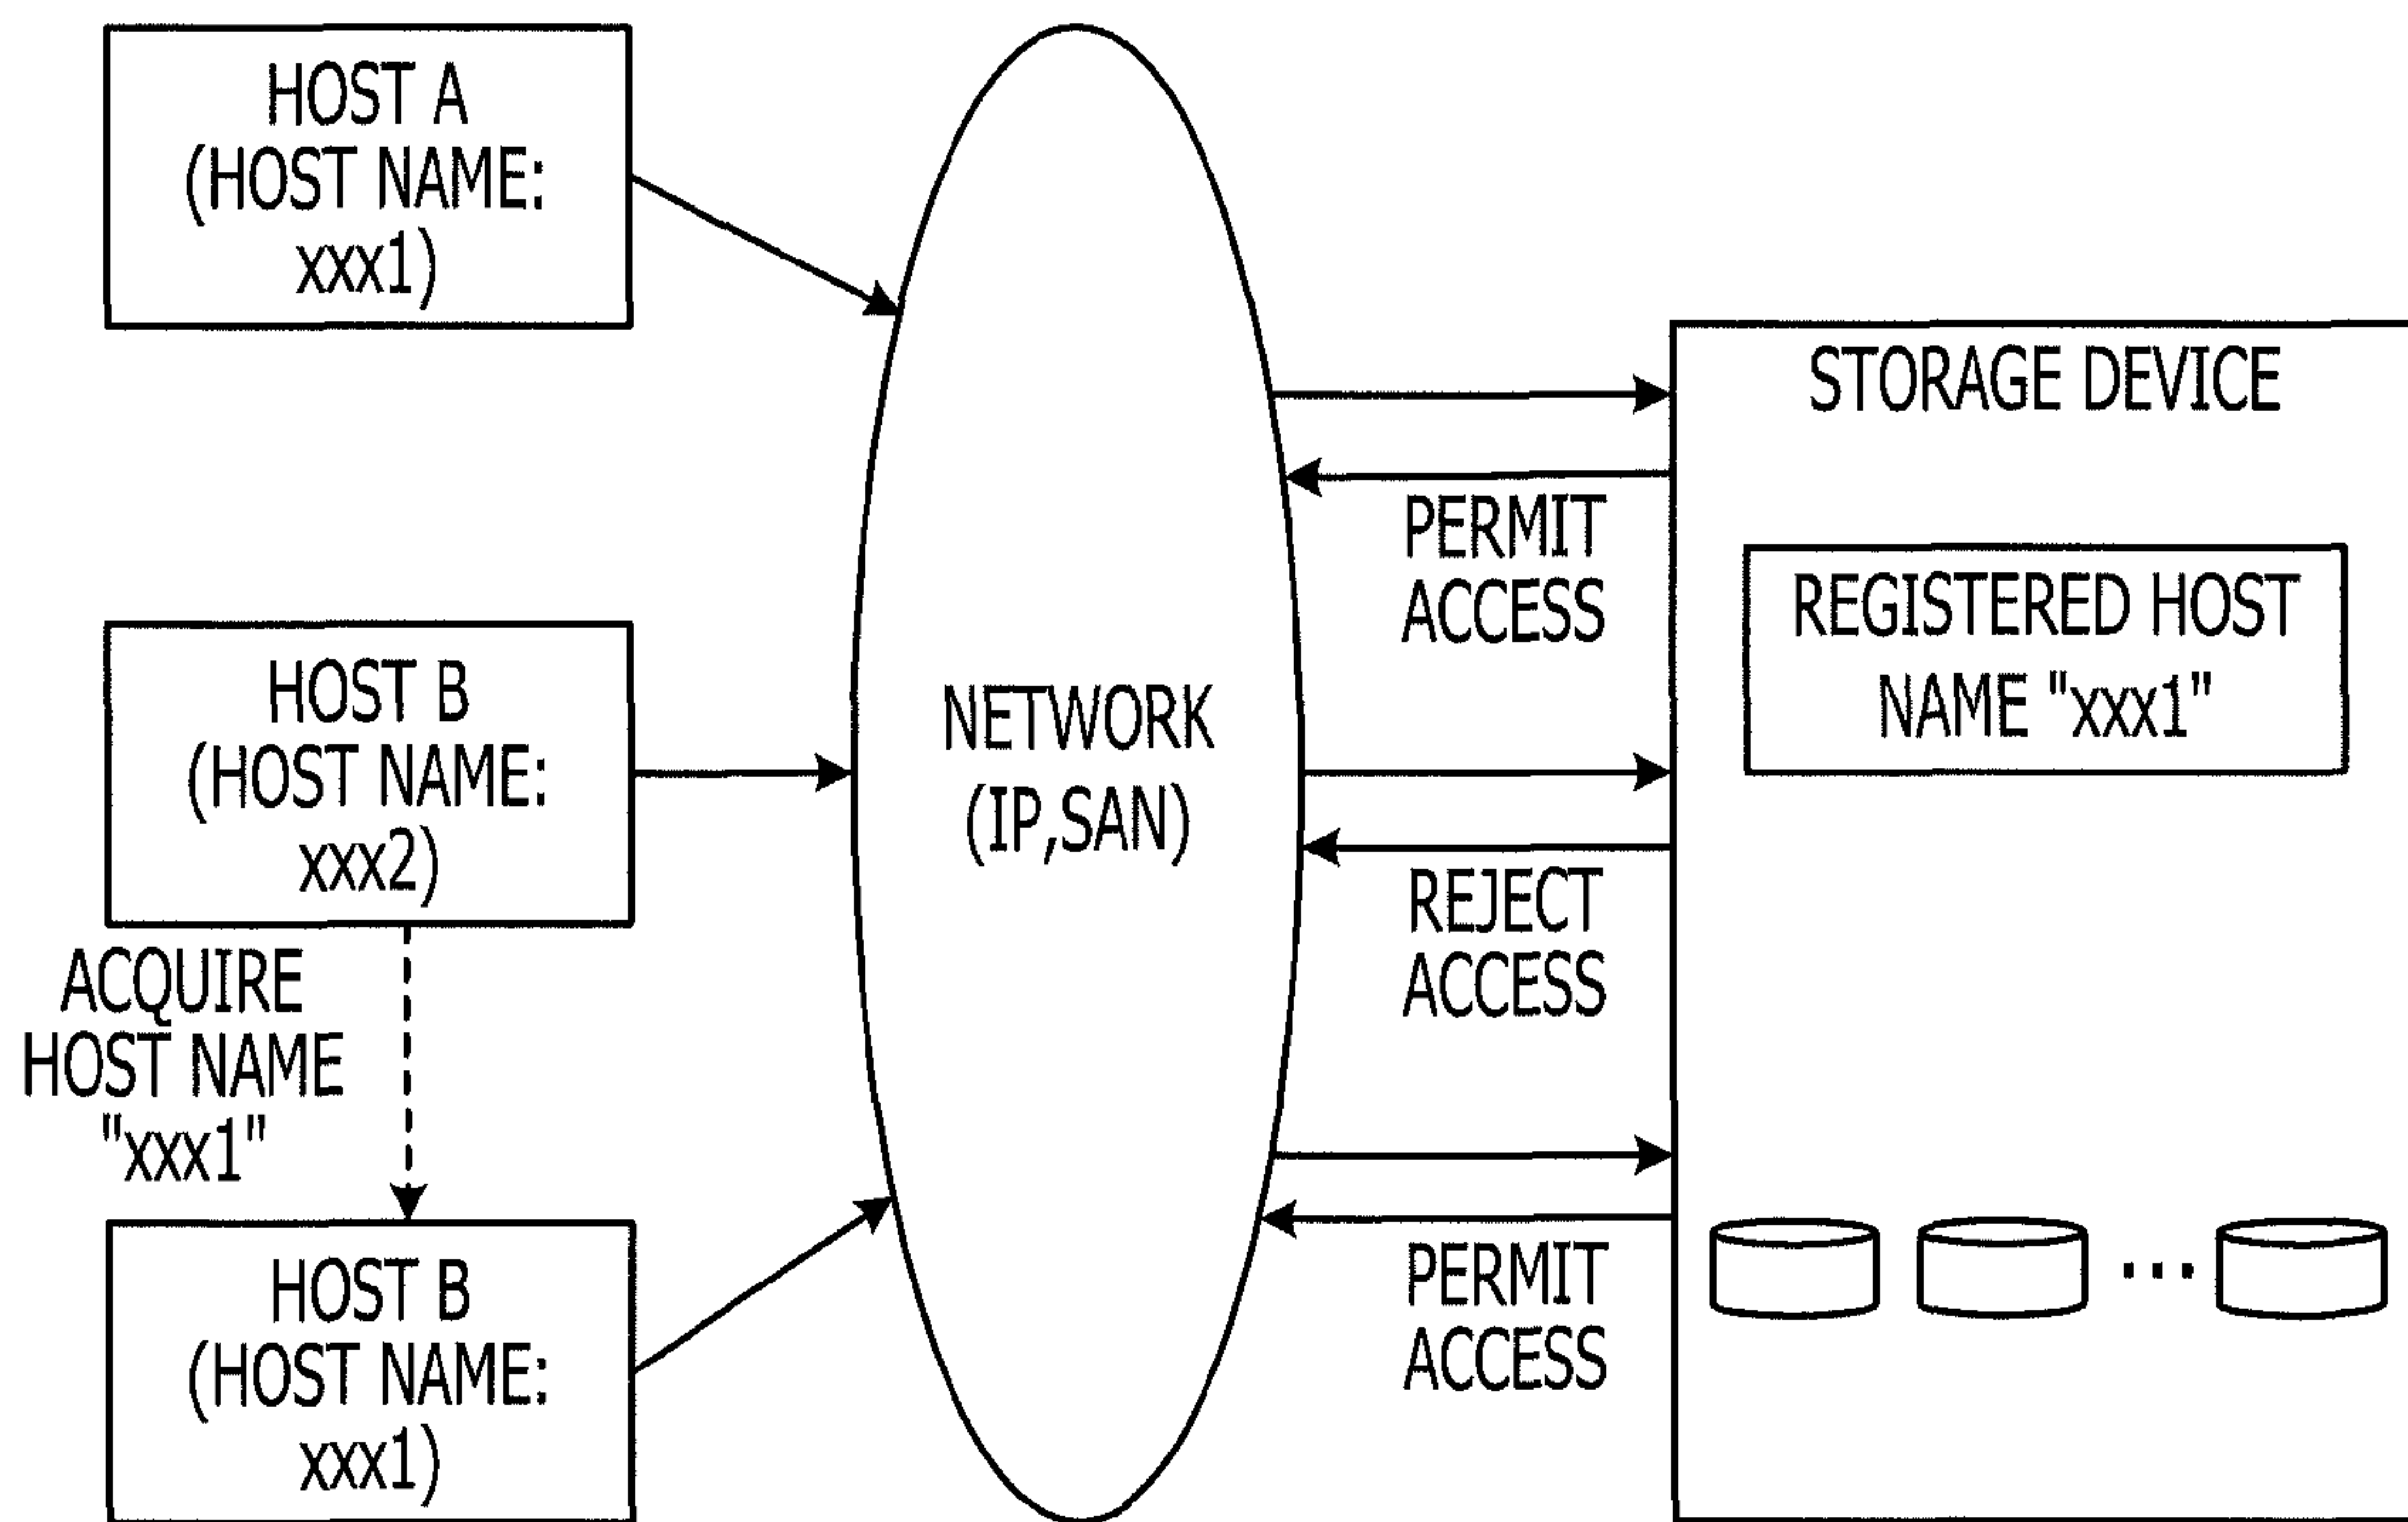 HOST A
(HOST NAME:
xxx1)
HOST B
(HOST NAME:
xxx2)
ACQUIRE
HOST NAME
"xxx1"
HOST B
(HOST NAME:
xxx1)
NETWORK
(IP,SAN)
PERMIT
ACCESS
REJECT
ACCESS
PERMIT
ACCESS
STORAGE DEVICE
REGISTERED HOST
NAME "xxx1"
...